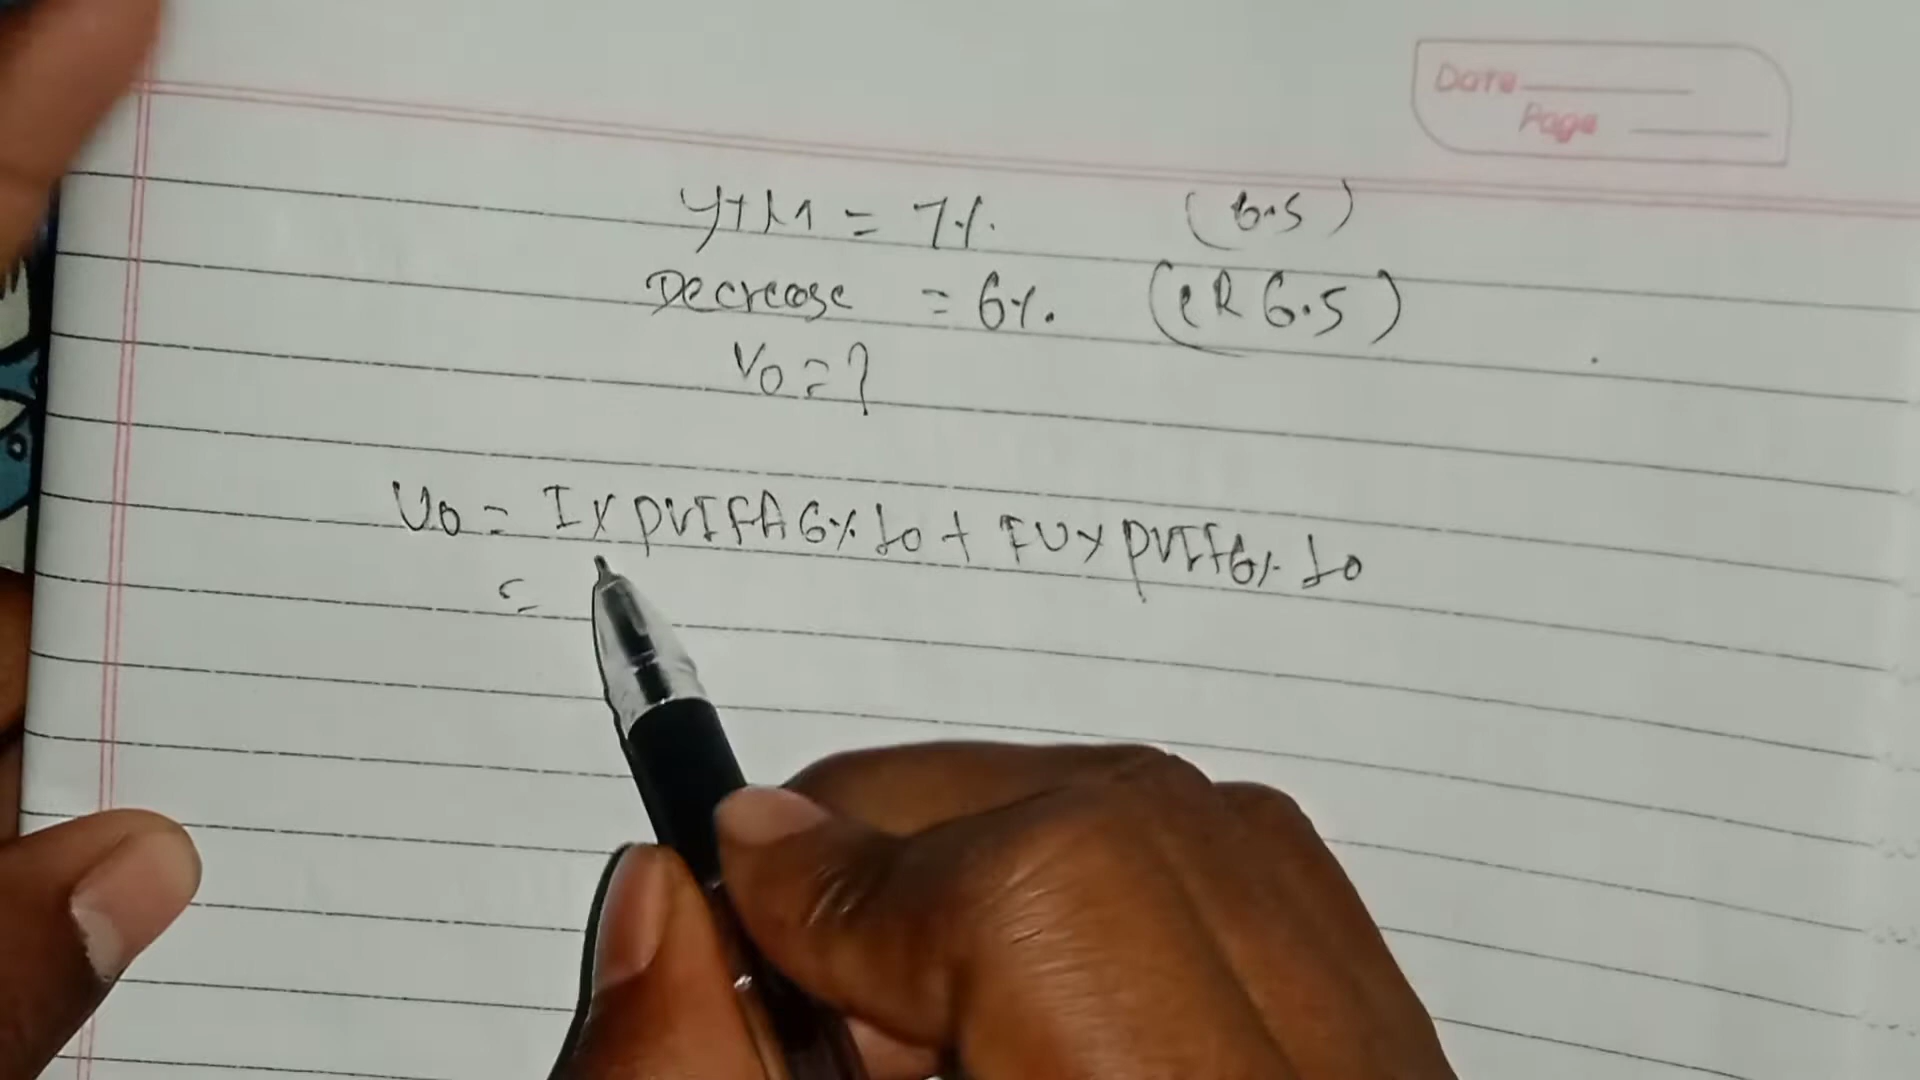 Date
Page
YTM = 7% (6.5)
Decrease = 6% (CR 6.5)
V0 = ?
V0 = I x PVIFA 6% 10 + FV x PVIF 6% 10
=